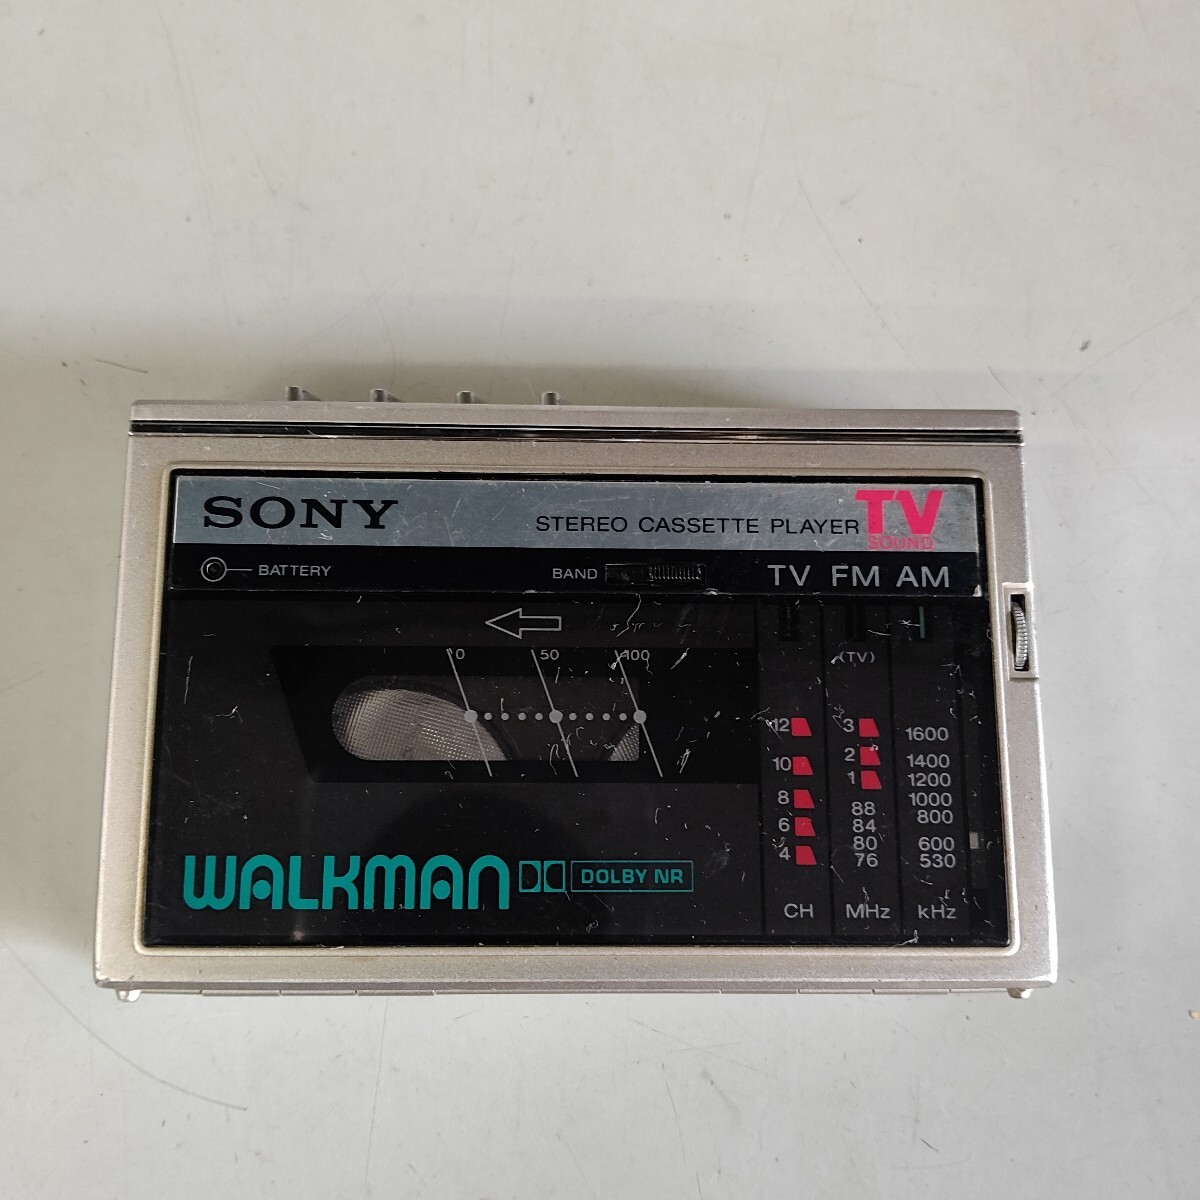 SONY
STEREO CASSETTE PLAYER TV SOUND
BATTERY
BAND
TV FM AM
(TV)
0 50 100
12 3 1600
10 2 1400
1 1200
8 88 1000
6 84 800
80 600
4 76 530
CH MHz kHz
WALKMAN DOLBY NR